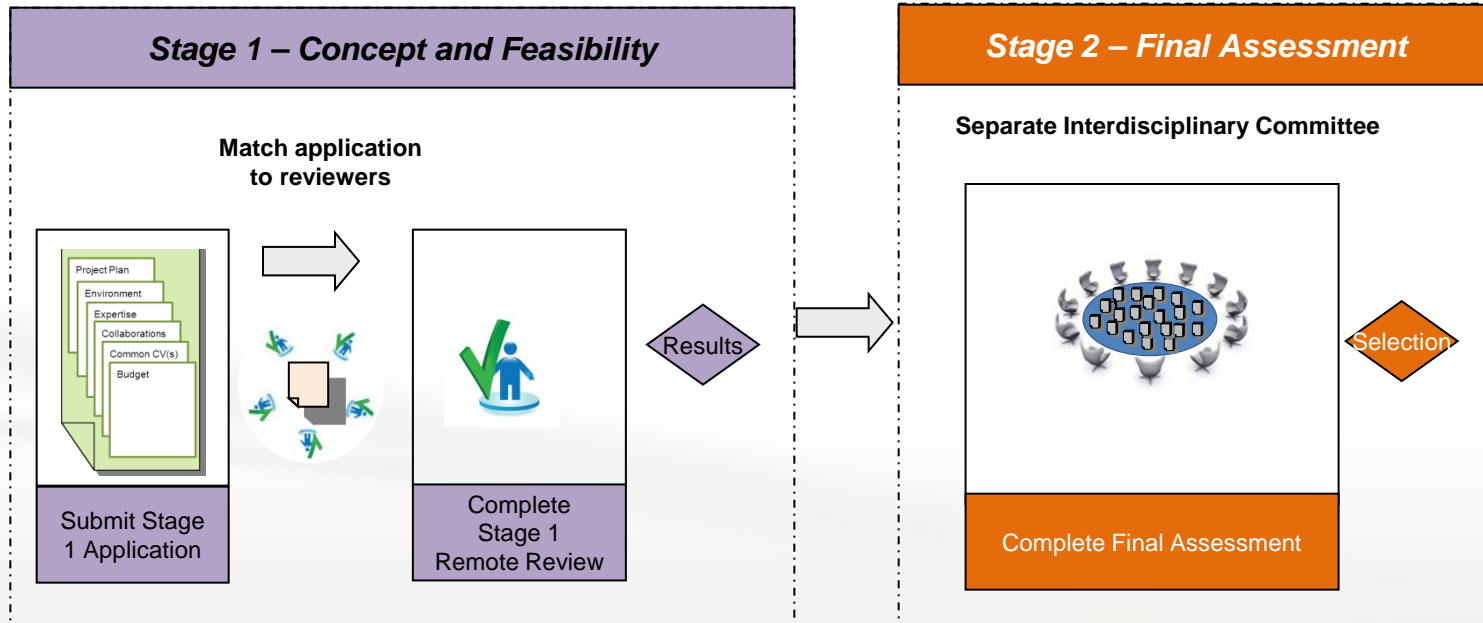 Stage 1 – Concept and Feasibility
Match application
to reviewers
Project Plan
Environment
Expertise
Collaborations
Common CV(s)
Budget
Submit Stage
1 Application
Complete
Stage 1
Remote Review
Results
Stage 2 – Final Assessment
Separate Interdisciplinary Committee
Complete Final Assessment
Selection